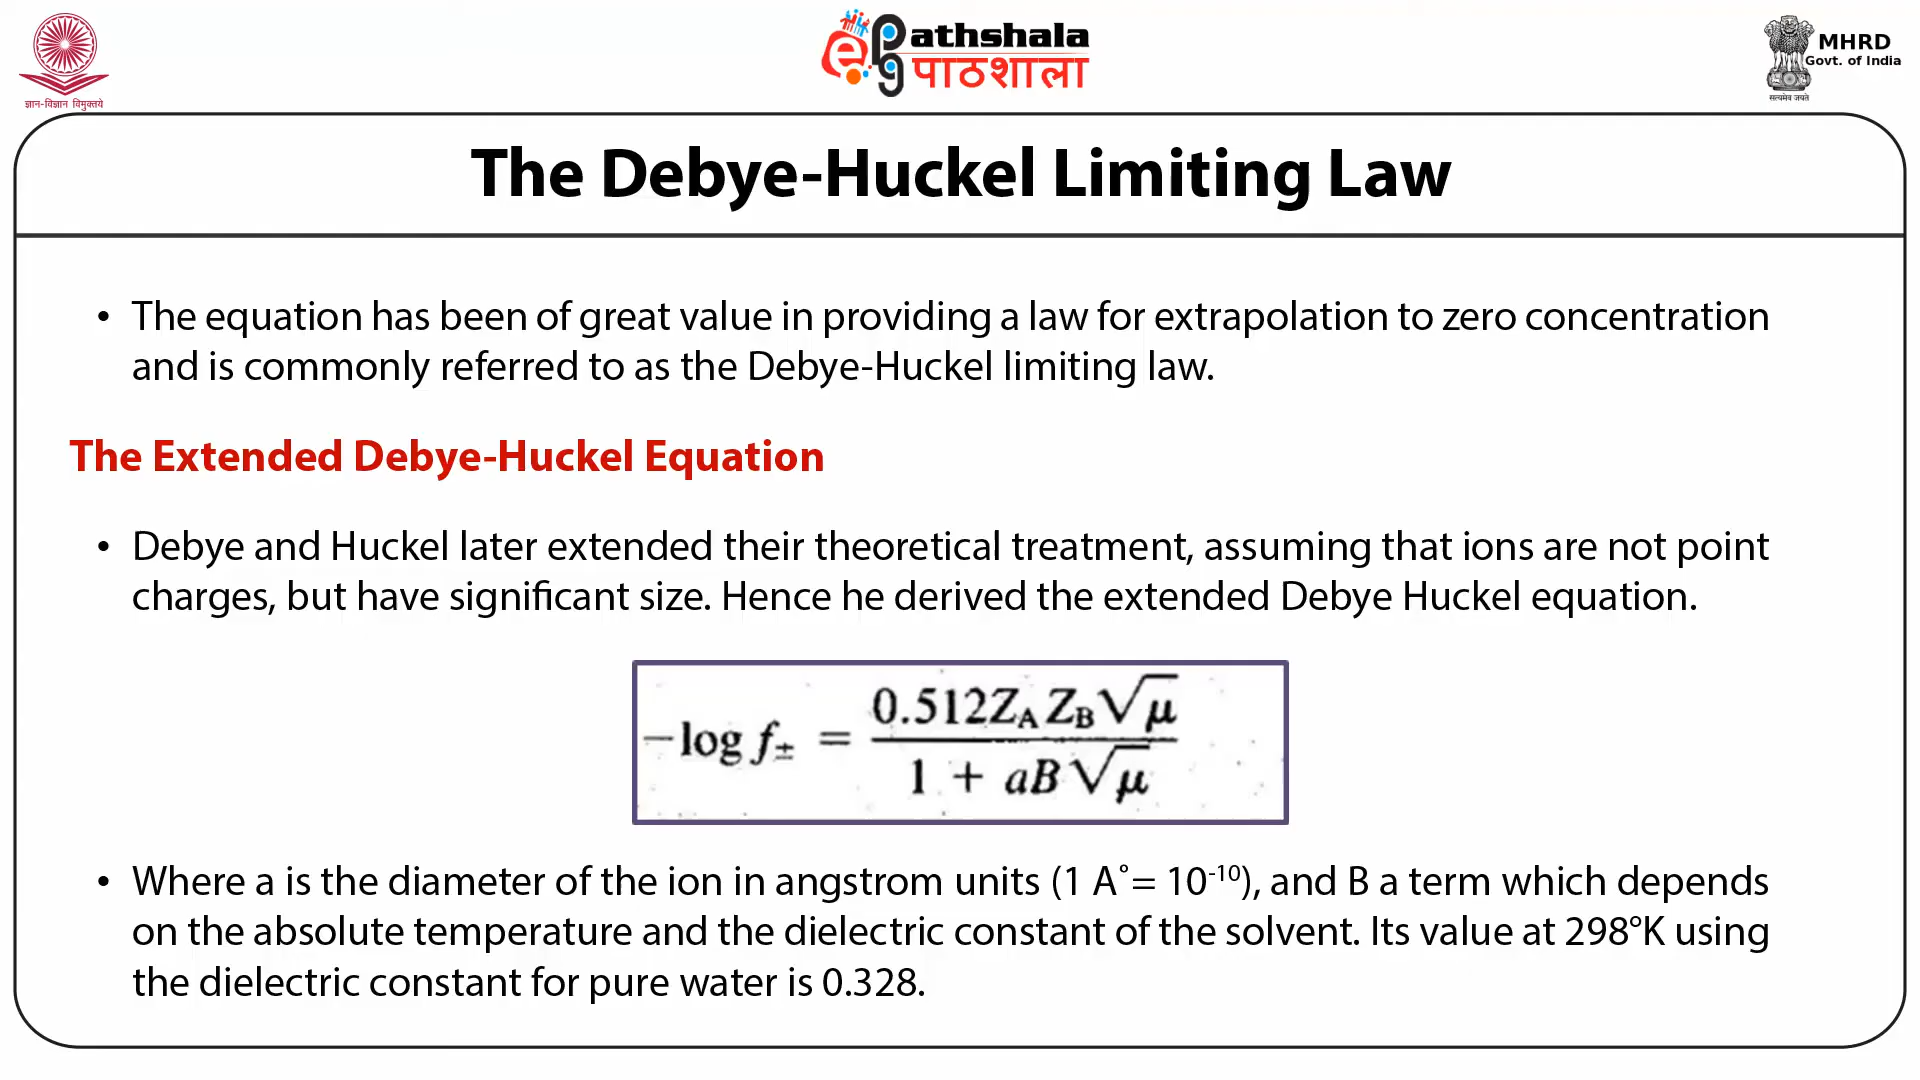 ज्ञान-विज्ञान विमुक्तये
ePathshala
पाठशाला
MHRD
Govt. of India
सत्यमेव जयते
The Debye-Huckel Limiting Law
• The equation has been of great value in providing a law for extrapolation to zero concentration
and is commonly referred to as the Debye-Huckel limiting law.
The Extended Debye-Huckel Equation
• Debye and Huckel later extended their theoretical treatment, assuming that ions are not point
charges, but have significant size. Hence he derived the extended Debye Huckel equation.
−log f± = 0.512Z_A Z_B√μ / 1 + aB√μ
• Where a is the diameter of the ion in angstrom units (1 A˚= 10⁻¹⁰), and B a term which depends
on the absolute temperature and the dielectric constant of the solvent. Its value at 298°K using
the dielectric constant for pure water is 0.328.